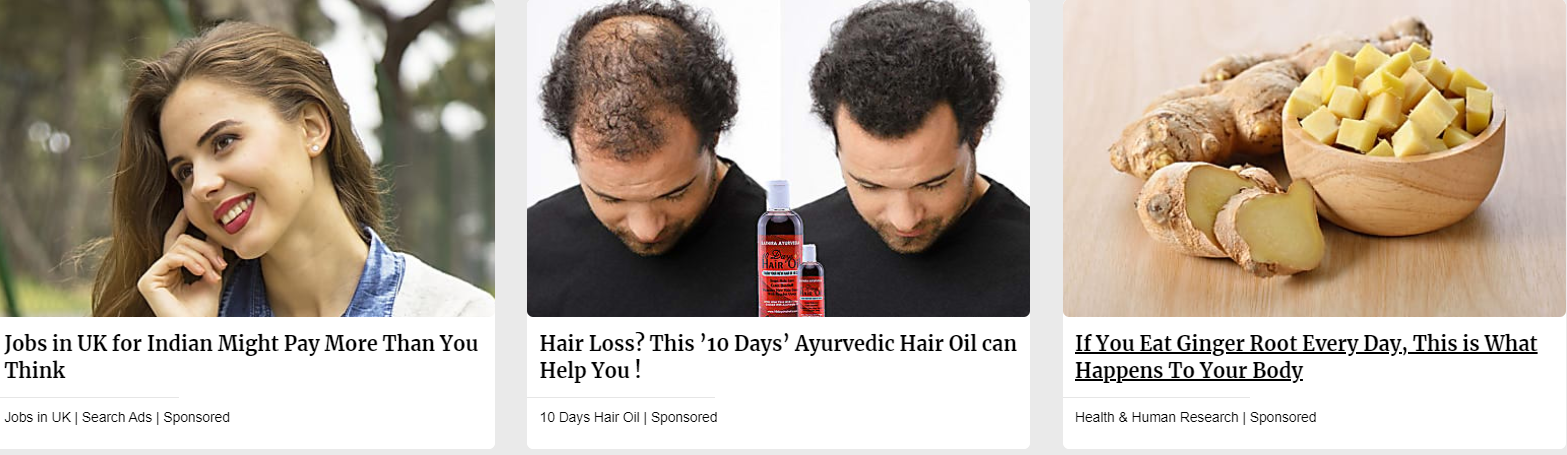 Jobs in UK for Indian Might Pay More Than You
Think
Jobs in UK | Search Ads | Sponsored
Hair Loss? This ’10 Days’ Ayurvedic Hair Oil can
Help You !
10 Days Hair Oil | Sponsored
If You Eat Ginger Root Every Day, This is What
Happens To Your Body
Health & Human Research | Sponsored